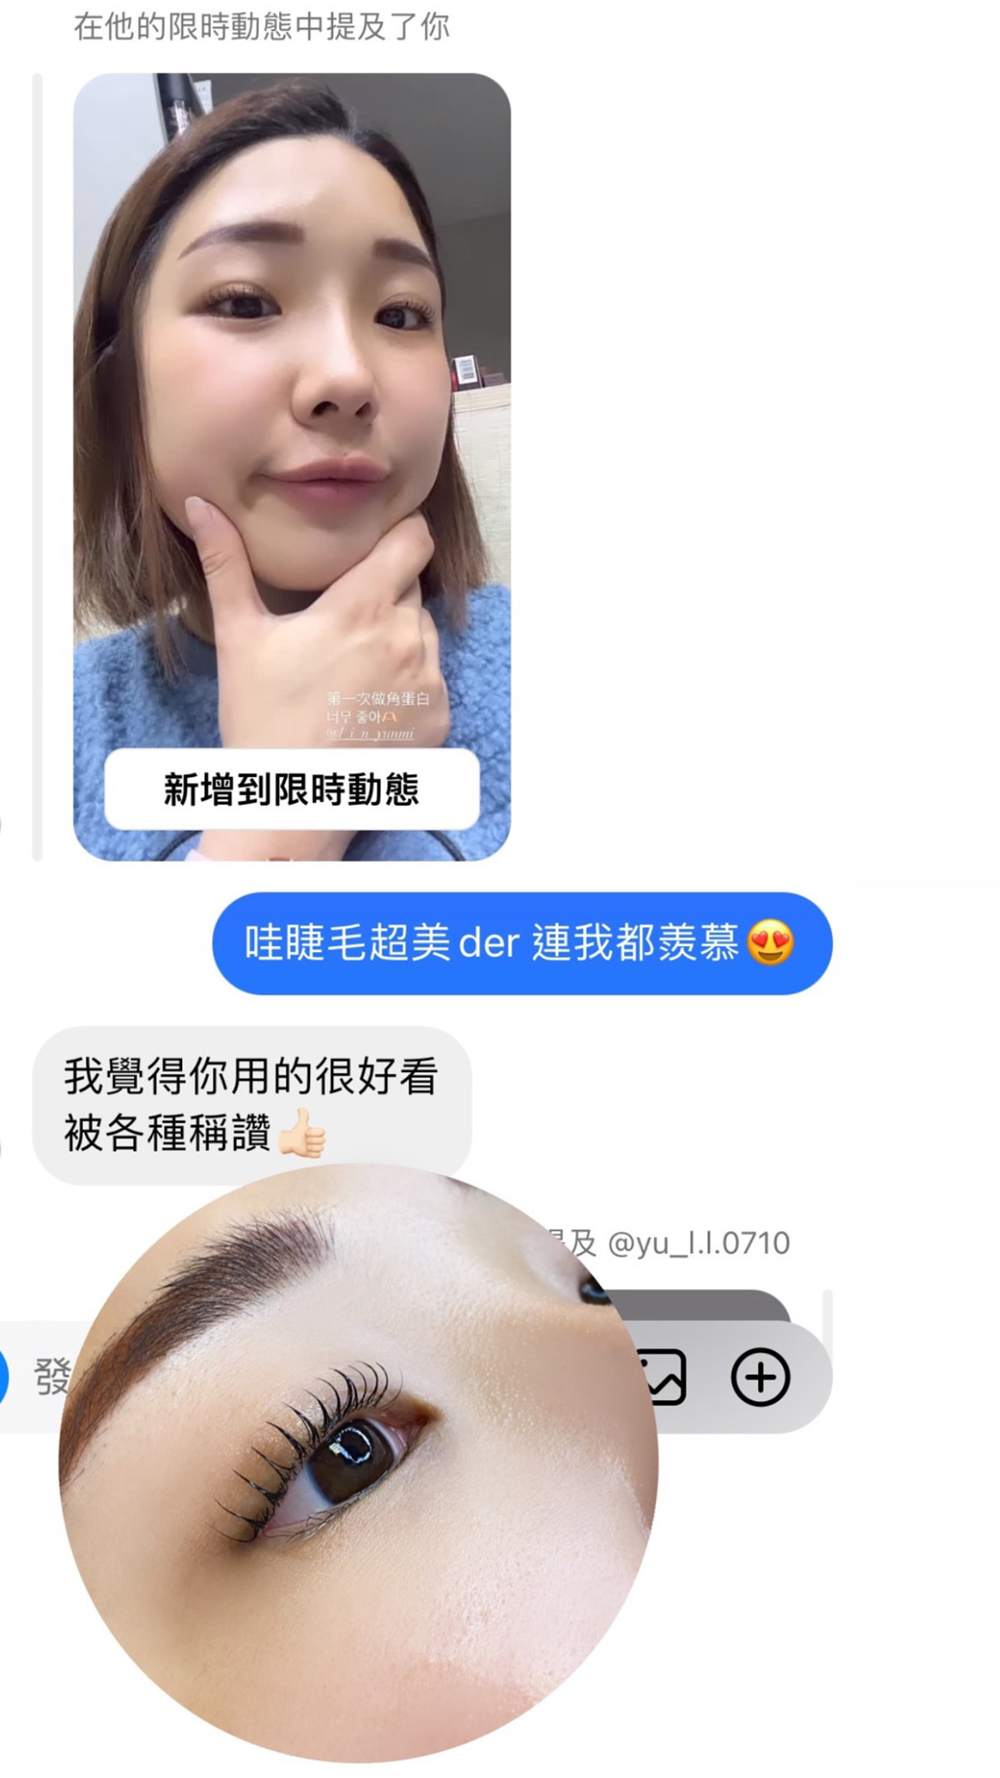 在他的限時動態中提及了你
第一次做角蛋白
너무 좋아
@l_i_n_yunmi
新增到限時動態
哇睫毛超美der 連我都羨慕😍
我覺得你用的很好看
被各種稱讚👍🏻
及 @yu_l.l.0710
發